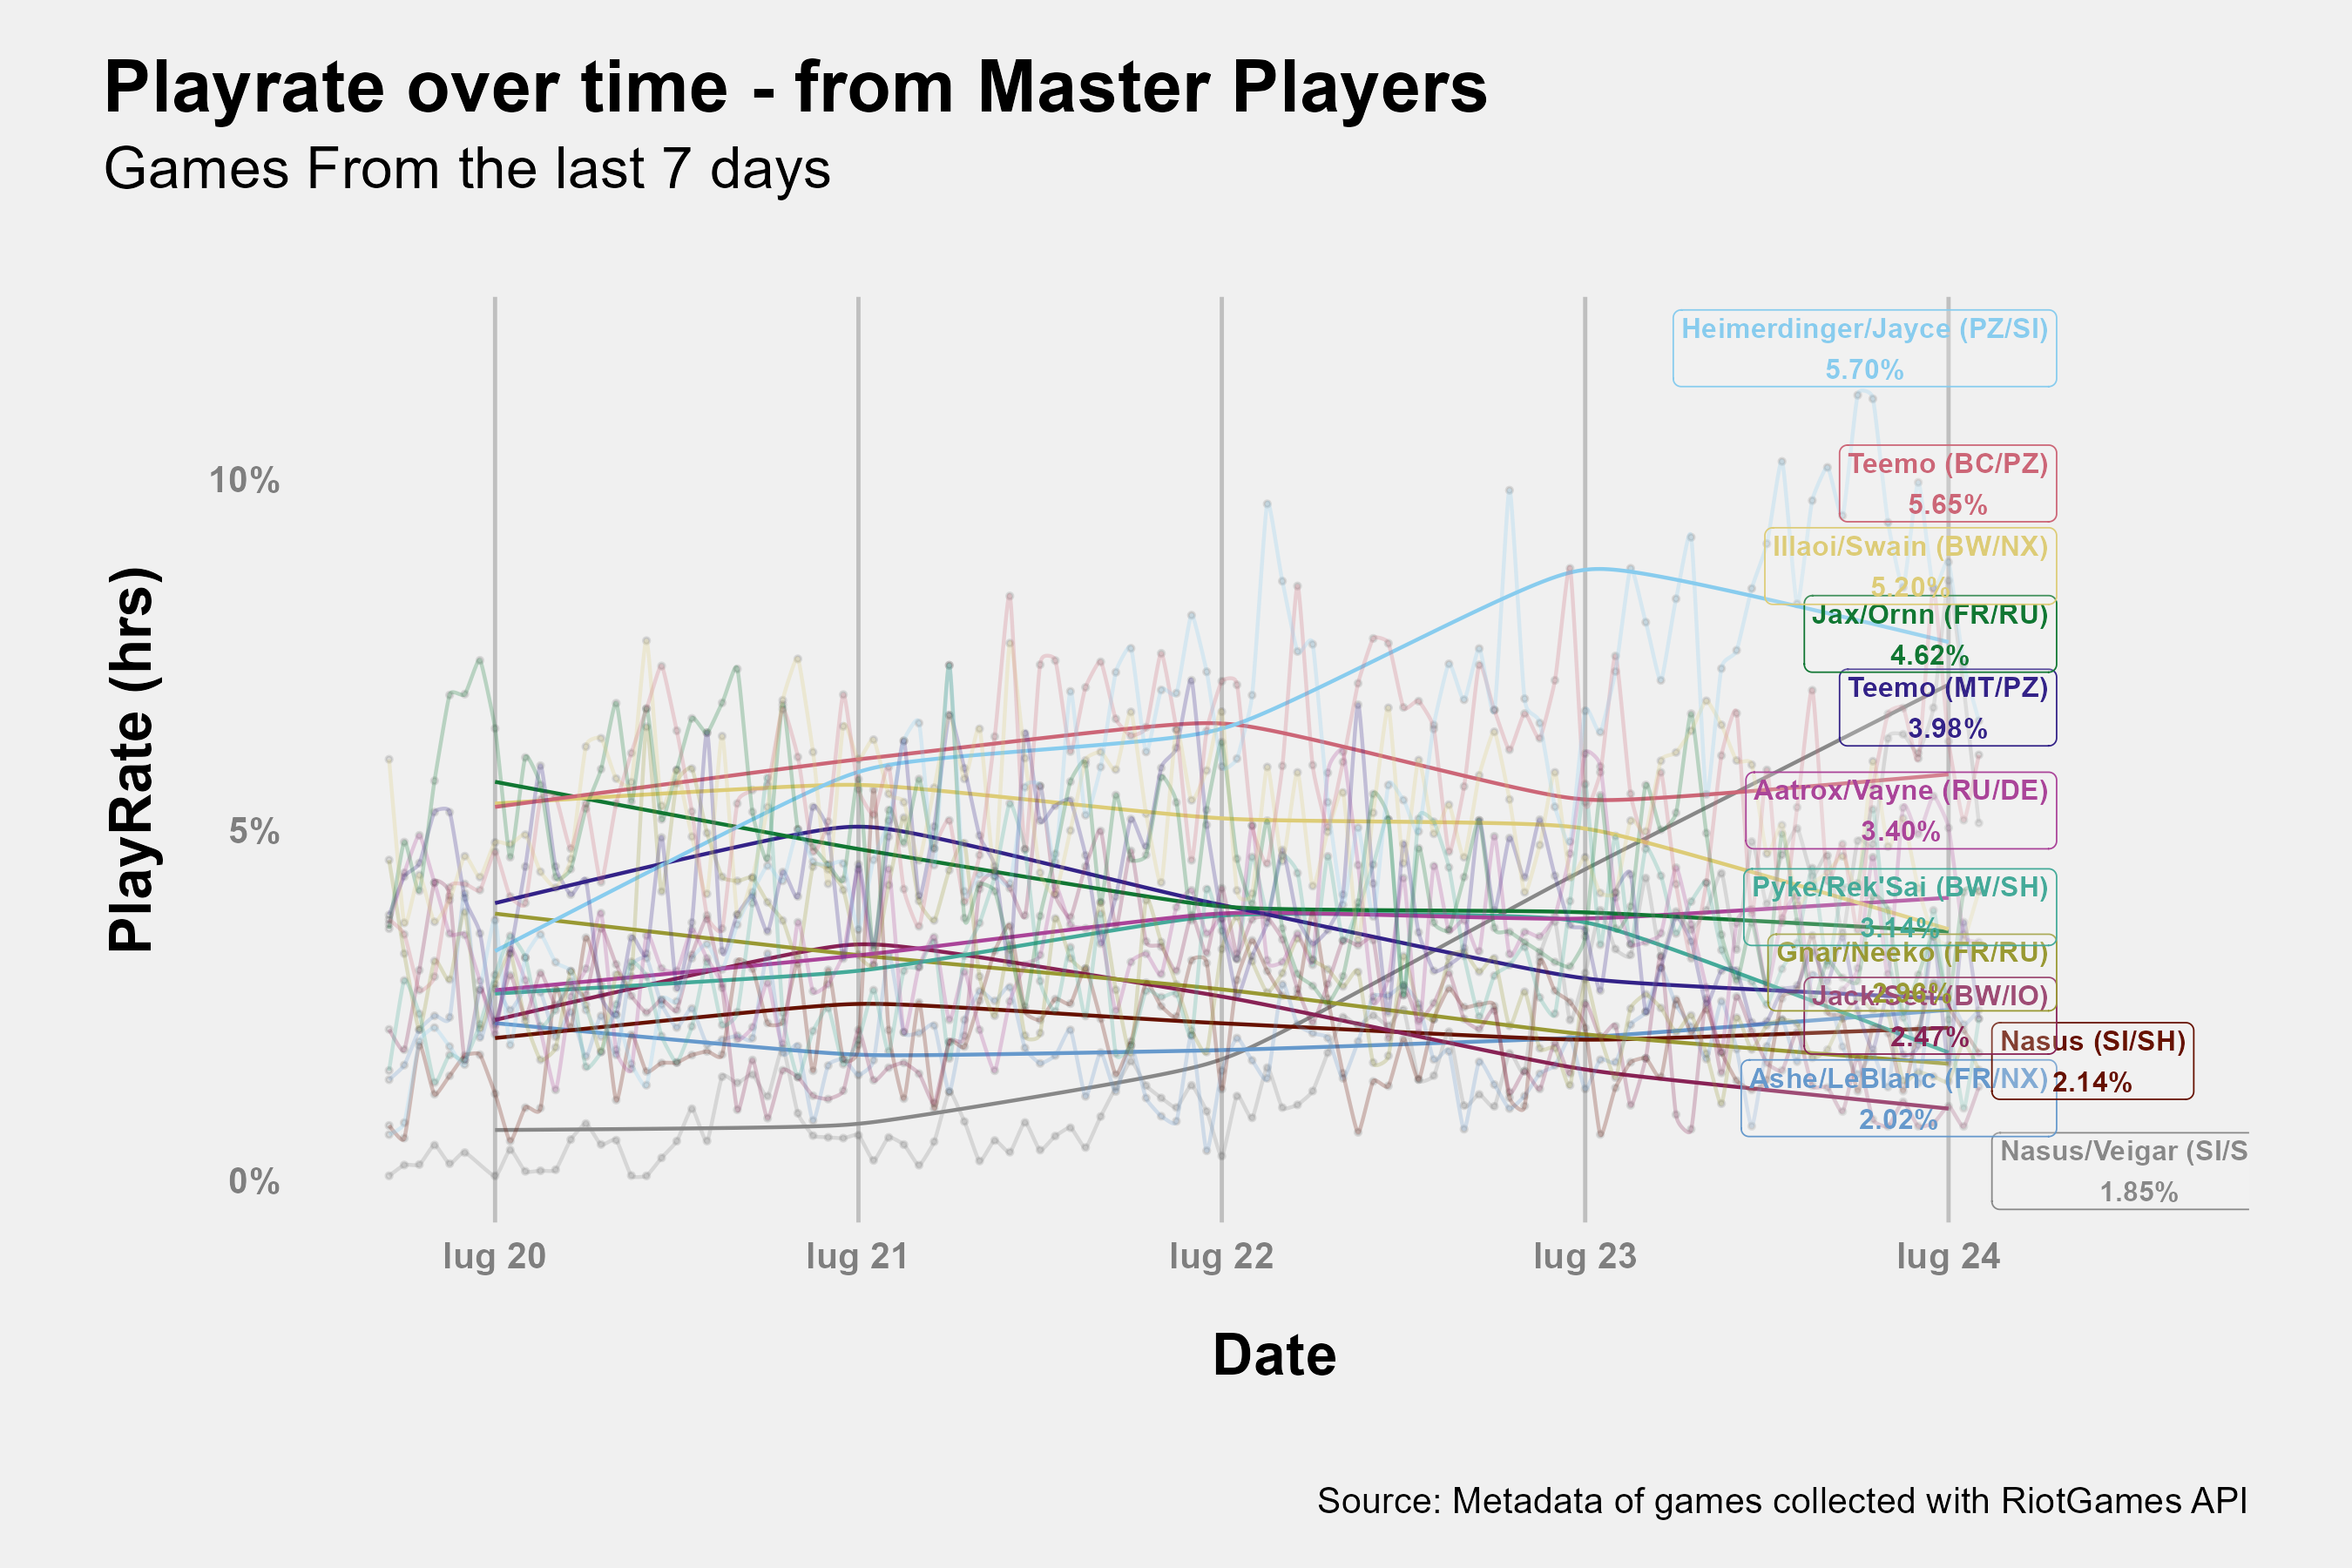 Playrate over time - from Master Players
Games From the last 7 days
PlayRate (hrs)
10%
5%
0%
Heimerdinger/Jayce (PZ/SI)
5.70%
Teemo (BC/PZ)
5.65%
Illaoi/Swain (BW/NX)
5.20%
Jax/Ornn (FR/RU)
4.62%
Teemo (MT/PZ)
3.98%
Aatrox/Vayne (RU/DE)
3.40%
Pyke/Rek'Sai (BW/SH)
3.14%
Gnar/Neeko (FR/RU)
2.96%
Jack/Sett (BW/IO)
2.47%
Nasus (SI/SH)
2.14%
Ashe/LeBlanc (FR/NX)
2.02%
Nasus/Veigar (SI/S
1.85%
lug 20
lug 21
lug 22
lug 23
lug 24
Date
Source: Metadata of games collected with RiotGames API